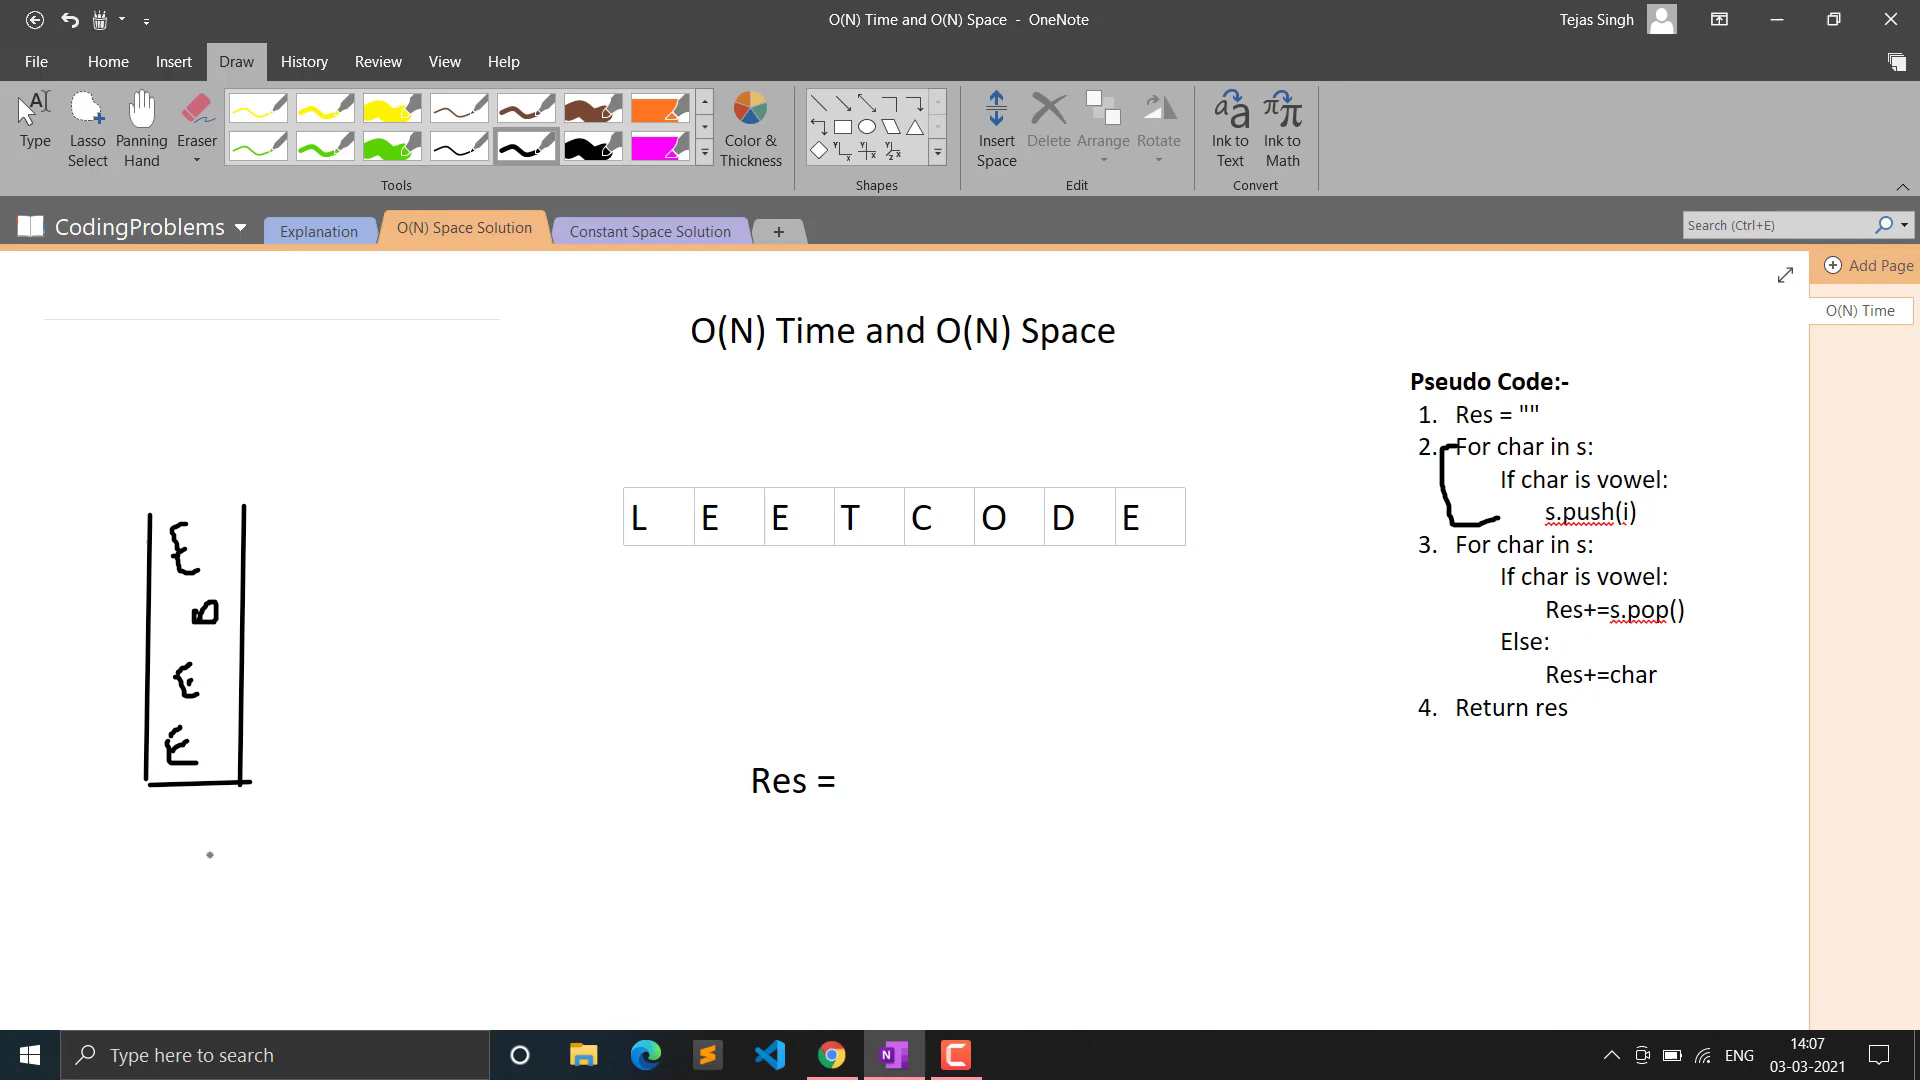 O(N) Time and O(N) Space - OneNote
Tejas Singh
File Home Insert Draw History Review View Help
Type
Lasso Select
Panning Hand
Eraser
Color & Thickness
Insert Space
Delete
Arrange
Rotate
Ink to Text
Ink to Math
Tools
Shapes
Edit
Convert
CodingProblems
Explanation
O(N) Space Solution
Constant Space Solution
+
Search (Ctrl+E)
Add Page
O(N) Time
O(N) Time and O(N) Space
L E E T C O D E
Res =
Pseudo Code:-
1. Res = ""
2. For char in s:
If char is vowel:
s.push(i)
3. For char in s:
If char is vowel:
Res+=s.pop()
Else:
Res+=char
4. Return res
E
E
E
Type here to search
ENG
14:07
03-03-2021